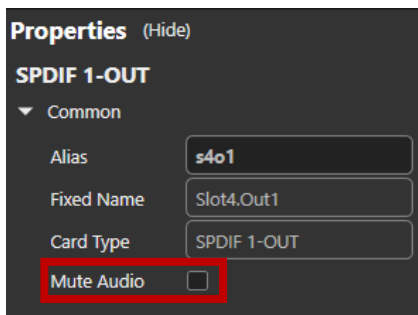 Properties (Hide)
SPDIF 1-OUT
Common
Alias s4o1
Fixed Name Slot4.Out1
Card Type SPDIF 1-OUT
Mute Audio